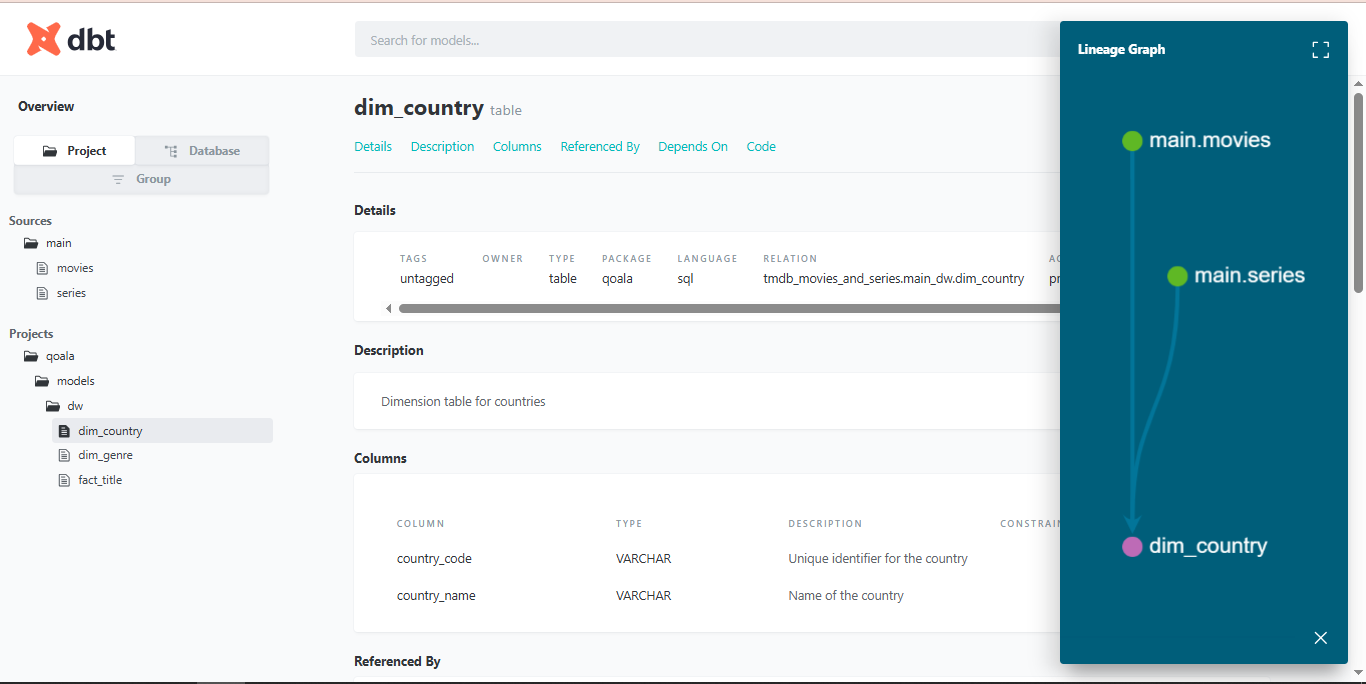 dbt
Search for models...
Overview
Project
Database
Group
Sources
main
movies
series
Projects
qoala
models
dw
dim_country
dim_genre
fact_title
dim_country table
Details Description Columns Referenced By Depends On Code
Details
TAGS OWNER TYPE PACKAGE LANGUAGE RELATION
untagged table qoala sql tmdb_movies_and_series.main_dw.dim_country
Description
Dimension table for countries
Columns
COLUMN TYPE DESCRIPTION
country_code VARCHAR Unique identifier for the country
country_name VARCHAR Name of the country
Referenced By
Lineage Graph
main.movies
main.series
dim_country